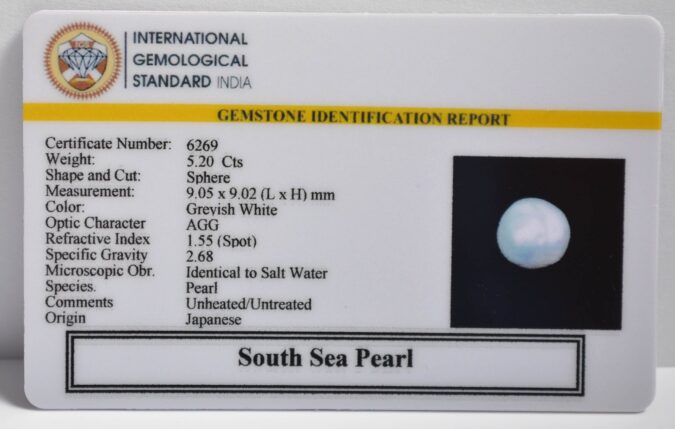 INTERNATIONAL
GEMOLOGICAL
STANDARD INDIA
GEMSTONE IDENTIFICATION REPORT
Certificate Number: 6269
Weight: 5.20 Cts
Shape and Cut: Sphere
Measurement: 9.05 x 9.02 (L x H) mm
Color: Greyish White
Optic Character AGG
Refractive Index 1.55 (Spot)
Specific Gravity 2.68
Microscopic Obr. Identical to Salt Water
Species. Pearl
Comments Unheated/Untreated
Origin Japanese
South Sea Pearl